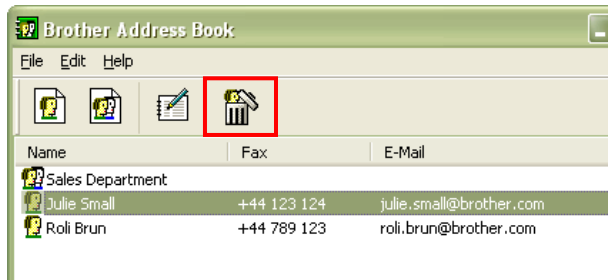 Brother Address Book
File Edit Help
Name Fax E-Mail
Sales Department
Julie Small +44 123 124 julie.small@brother.com
Roli Brun +44 789 123 roli.brun@brother.com